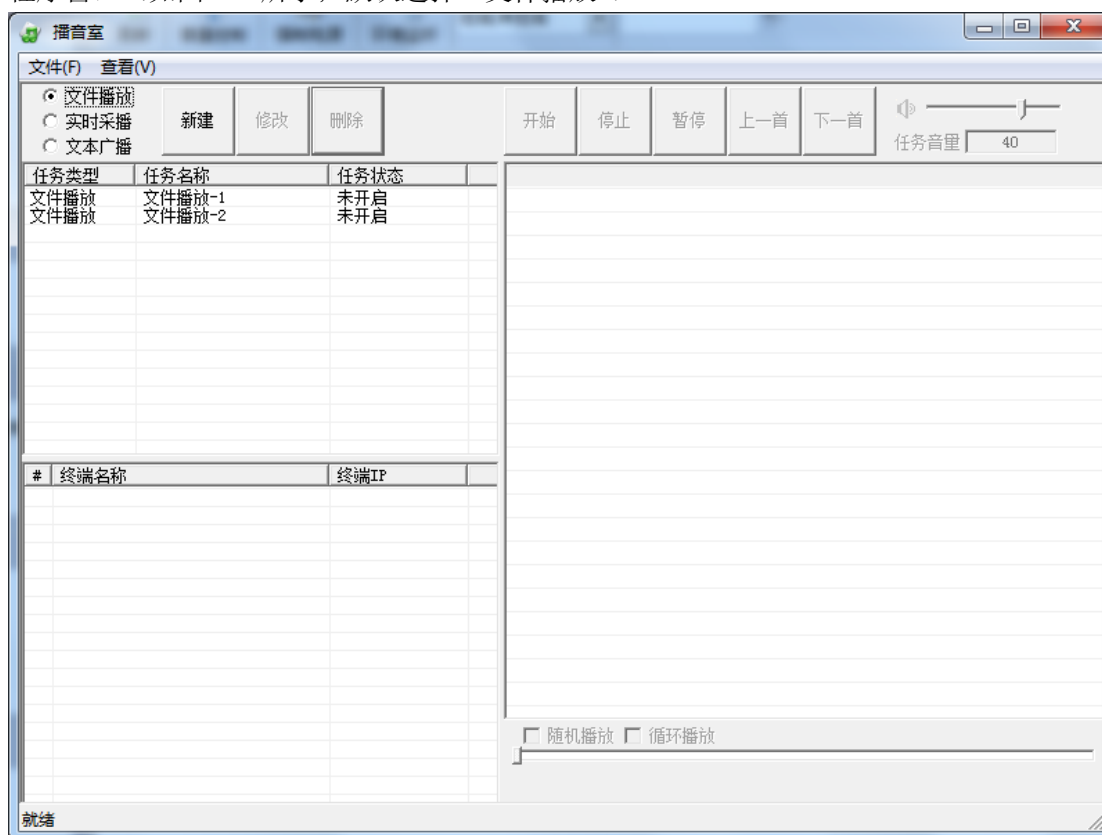 播音室
文件(F) 查看(V)
文件播放
实时采播
文本广播
新建 修改 删除
开始 停止 暂停 上一首 下一首
任务音量 40
任务类型 任务名称 任务状态
文件播放 文件播放-1 未开启
文件播放 文件播放-2 未开启
# 终端名称 终端IP
随机播放 循环播放
就绪